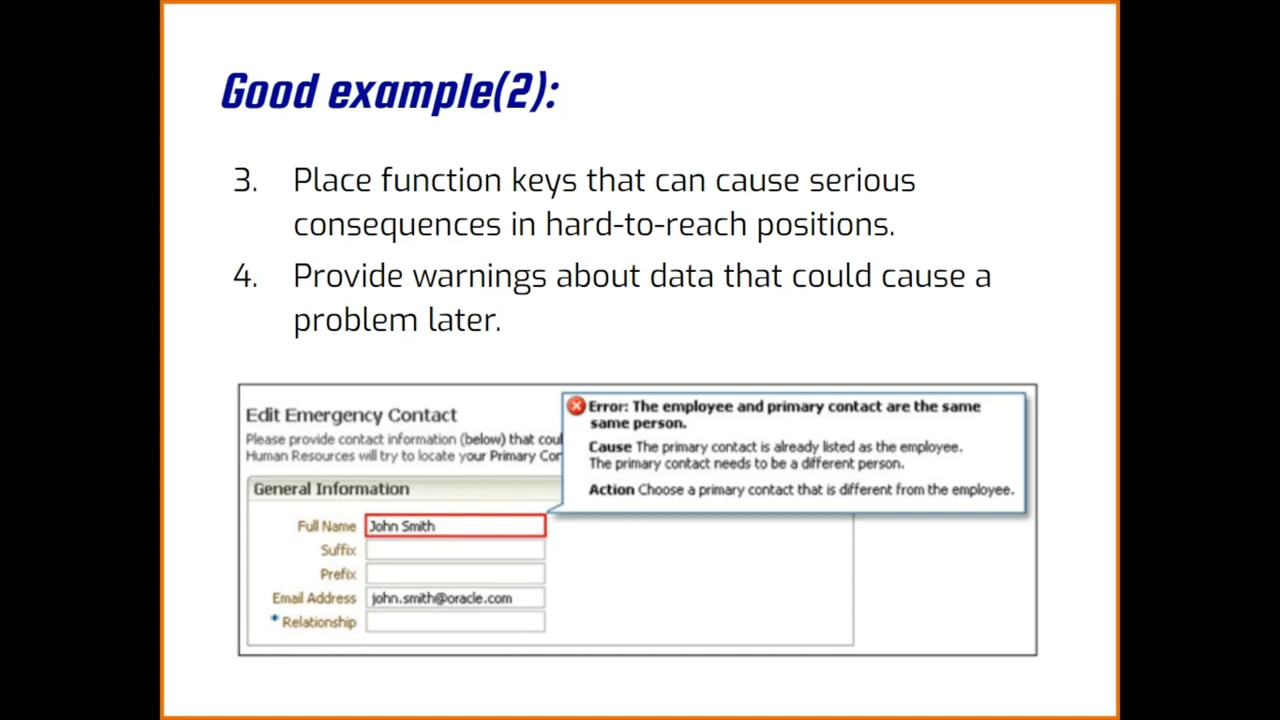 Good example(2):
3. Place function keys that can cause serious
consequences in hard-to-reach positions.
4. Provide warnings about data that could cause a
problem later.
Edit Emergency Contact
Please provide contact information (below) that coul
Human Resources will try to locate your Primary Con
Error: The employee and primary contact are the same
same person.
Cause The primary contact is already listed as the employee.
The primary contact needs to be a different person.
Action Choose a primary contact that is different from the employee.
General Information
Full Name John Smith
Suffix
Prefix
Email Address john.smith@oracle.com
* Relationship